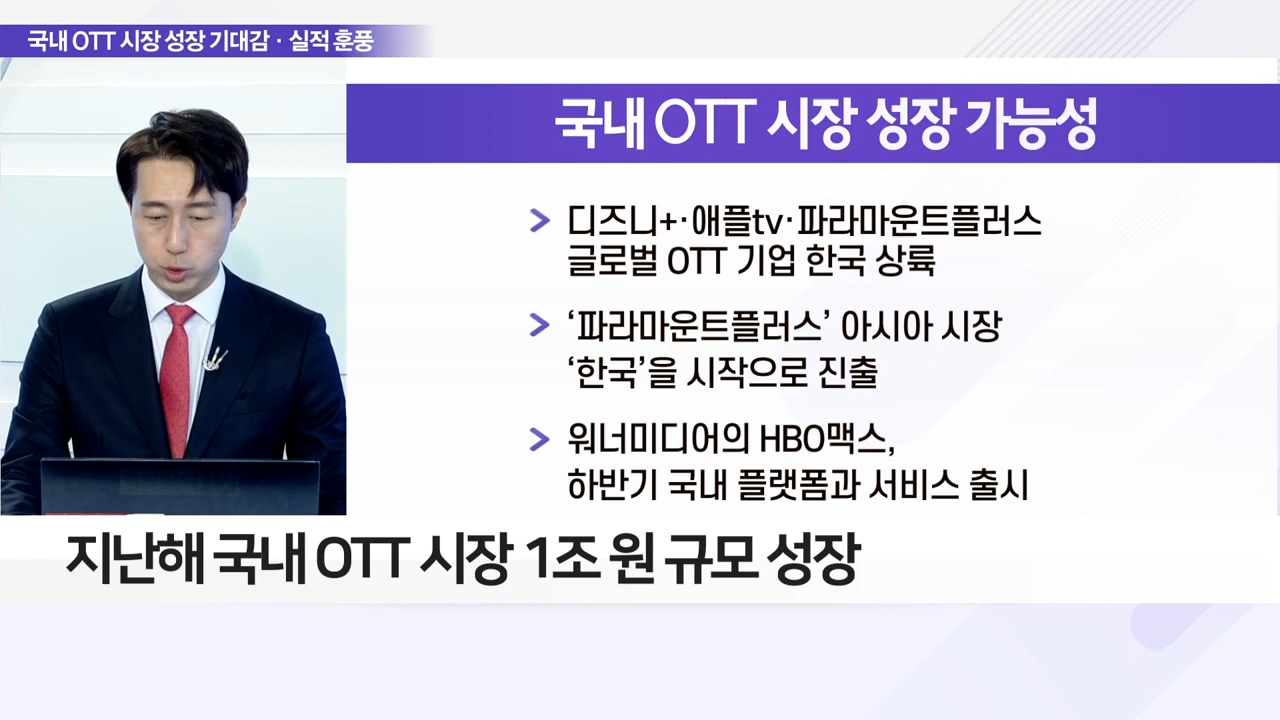 국내 OTT 시장 성장 기대감 · 실적 훈풍
국내 OTT 시장 성장 가능성
> 디즈니+·애플tv·파라마운트플러스
글로벌 OTT 기업 한국 상륙
> ‘파라마운트플러스’ 아시아 시장
‘한국’을 시작으로 진출
> 워너미디어의 HBO맥스,
하반기 국내 플랫폼과 서비스 출시
지난해 국내 OTT 시장 1조 원 규모 성장